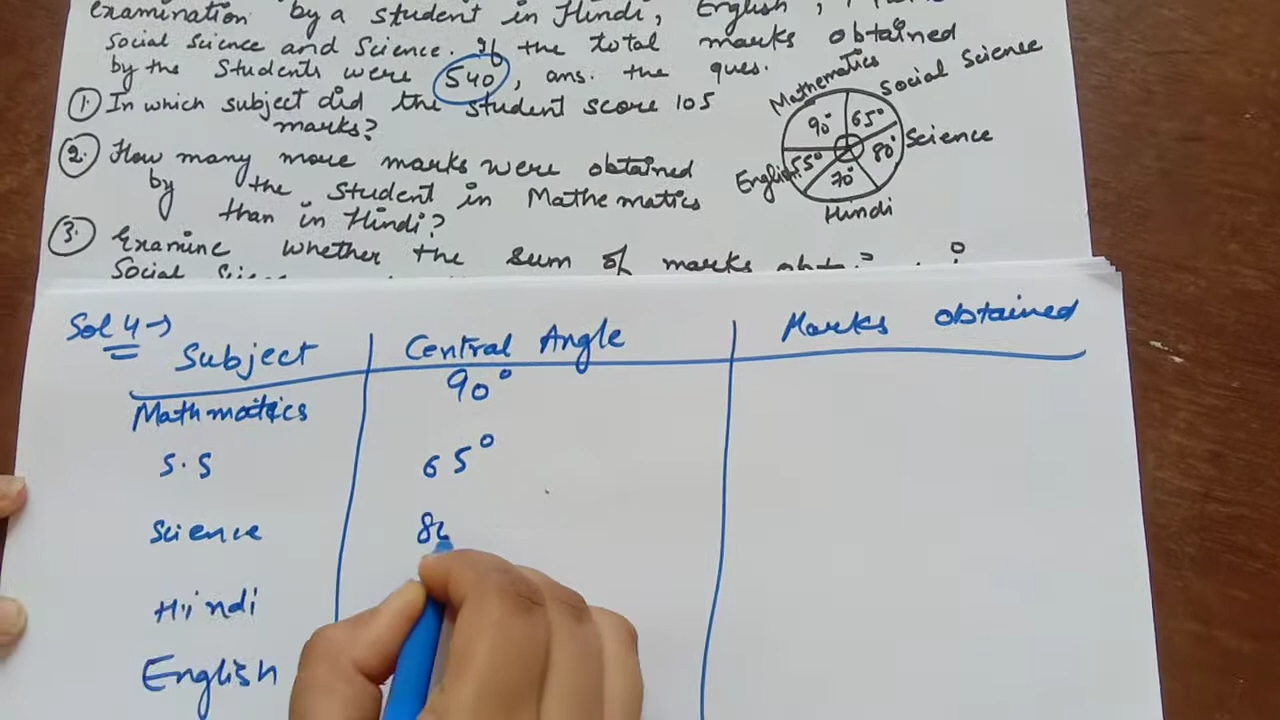 examination by a student in Hindi, English,
Social Science and Science. If the total marks obtained
by the students were 540, ans. the ques.
1. In which subject did the student score 105
marks?
2. How many more marks were obtained
by the student in Mathematics
than in Hindi?
3. Examine whether the sum of marks
Social
Mathematics
Social Science
90° 65°
Science
80°
English 55°
70°
Hindi
Sol 4→
Subject Central Angle Marks obtained
Mathmatics 90°
S.S 65°
Science 80
Hindi
English